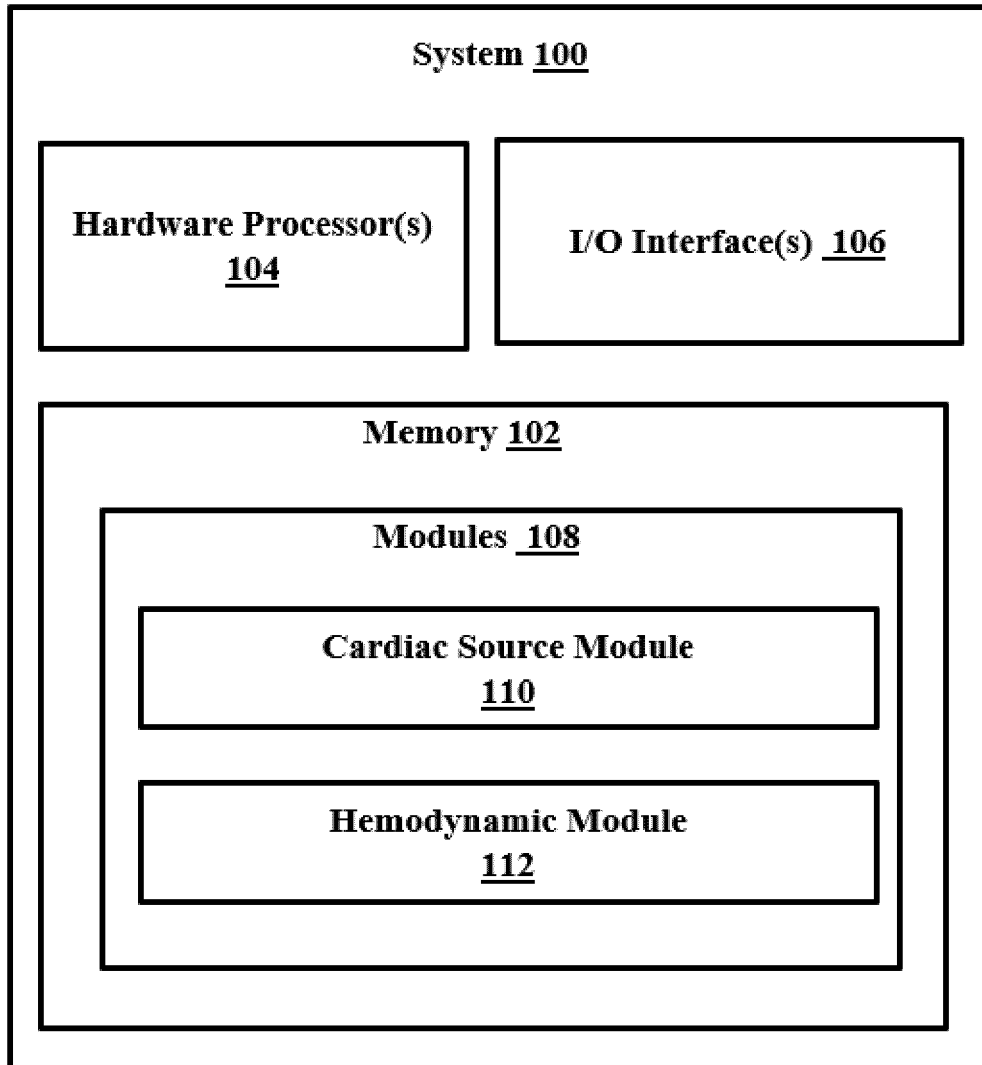 System 100
Hardware Processor(s)
104
I/O Interface(s) 106
Memory 102
Modules 108
Cardiac Source Module
110
Hemodynamic Module
112